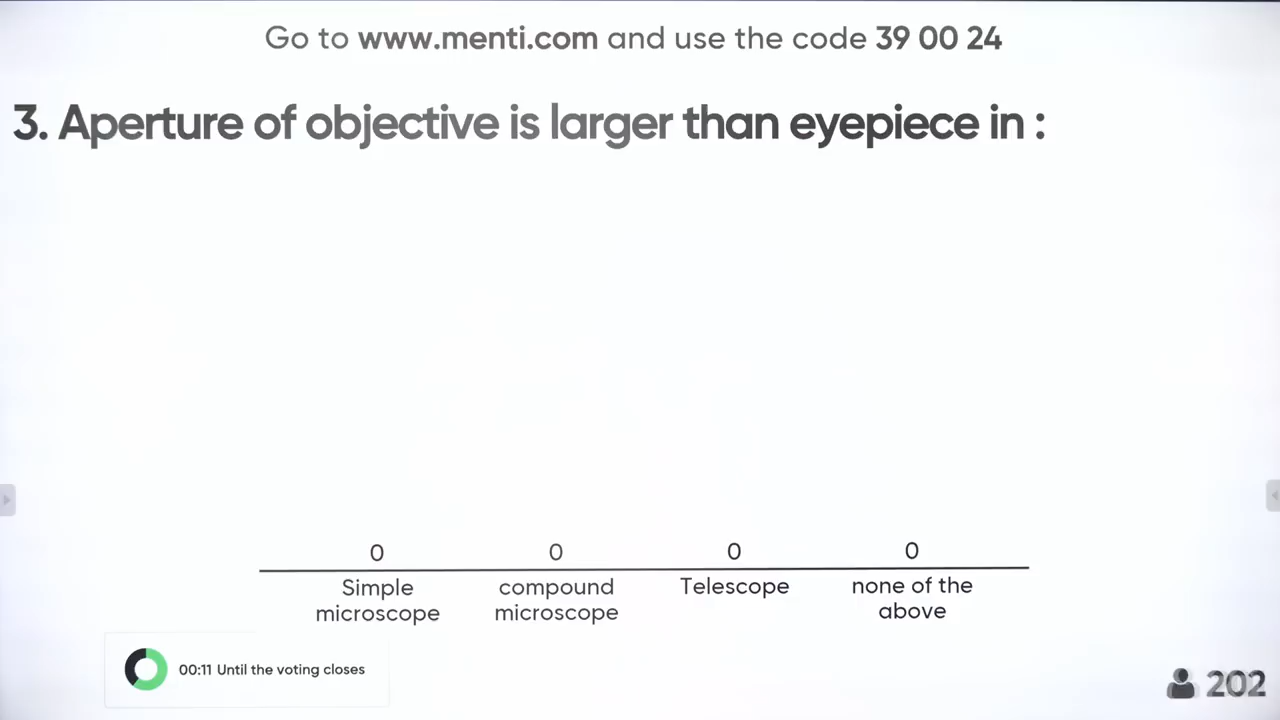 Go to www.menti.com and use the code 39 00 24
3. Aperture of objective is larger than eyepiece in :
0 0 0 0
Simple microscope
compound microscope
Telescope
none of the above
00:11 Until the voting closes
202